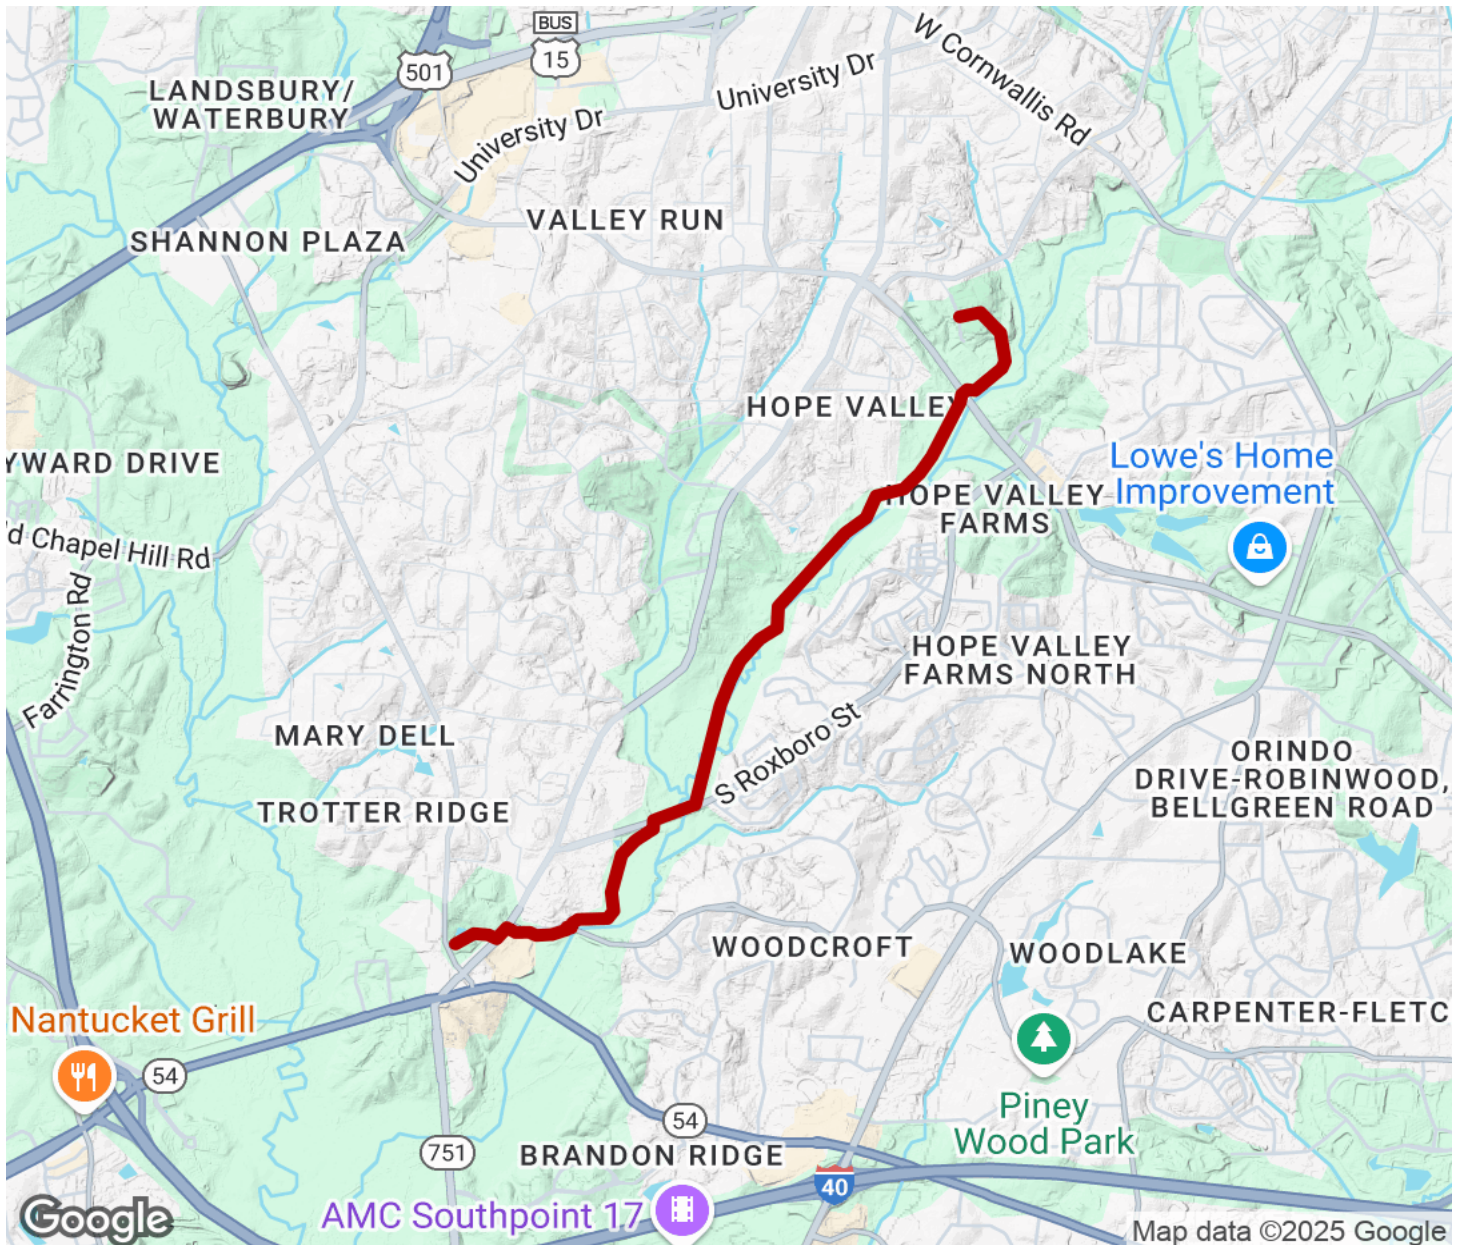 BUS
15
501
W Cornwallis Rd
University Dr
LANDSBURY/
WATERBURY
University Dr
VALLEY RUN
SHANNON PLAZA
HOPE VALLEY
YWARD DRIVE
Lowe's Home
Improvement
HOPE VALLEY
FARMS
d Chapel Hill Rd
Farrington Rd
HOPE VALLEY
FARMS NORTH
S Roxboro St
MARY DELL
ORINDO
DRIVE-ROBINWOOD,
BELLGREEN ROAD
TROTTER RIDGE
WOODCROFT
WOODLAKE
Nantucket Grill
CARPENTER-FLETC
54
Piney
Wood Park
54
751
BRANDON RIDGE
40
AMC Southpoint 17
Google
Map data ©2025 Google